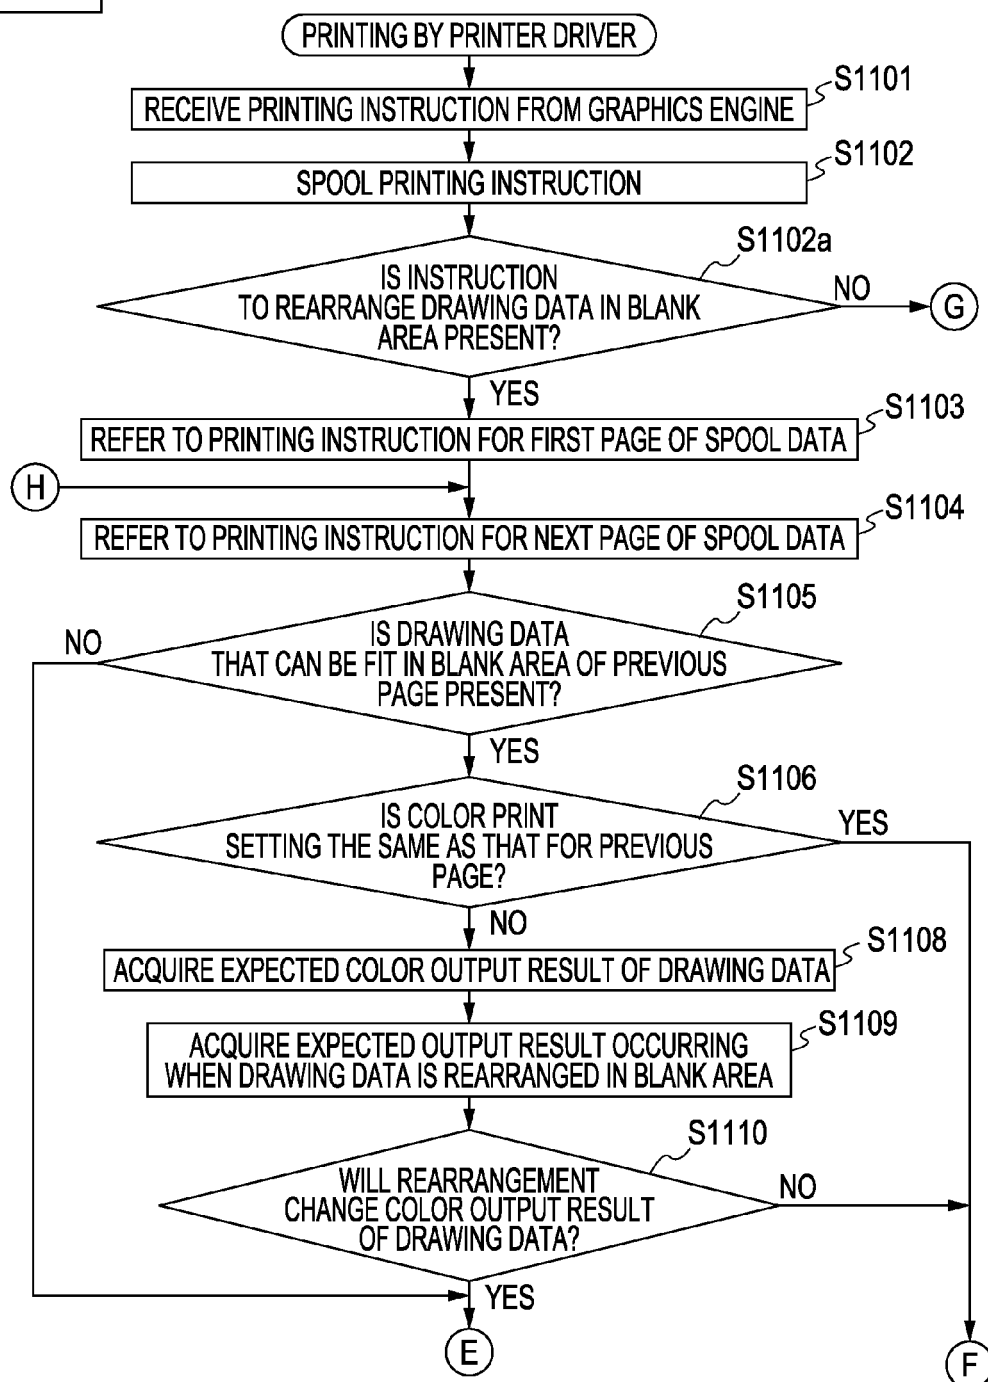 PRINTING BY PRINTER DRIVER
S1101
RECEIVE PRINTING INSTRUCTION FROM GRAPHICS ENGINE
S1102
SPOOL PRINTING INSTRUCTION
S1102a
IS INSTRUCTION
TO REARRANGE DRAWING DATA IN BLANK
AREA PRESENT?
NO
G
YES
S1103
REFER TO PRINTING INSTRUCTION FOR FIRST PAGE OF SPOOL DATA
H
S1104
REFER TO PRINTING INSTRUCTION FOR NEXT PAGE OF SPOOL DATA
S1105
NO
IS DRAWING DATA
THAT CAN BE FIT IN BLANK AREA OF PREVIOUS
PAGE PRESENT?
YES
S1106
IS COLOR PRINT
SETTING THE SAME AS THAT FOR PREVIOUS
PAGE?
YES
NO
S1108
ACQUIRE EXPECTED COLOR OUTPUT RESULT OF DRAWING DATA
S1109
ACQUIRE EXPECTED OUTPUT RESULT OCCURRING
WHEN DRAWING DATA IS REARRANGED IN BLANK AREA
S1110
WILL REARRANGEMENT
CHANGE COLOR OUTPUT RESULT
OF DRAWING DATA?
NO
YES
E
F